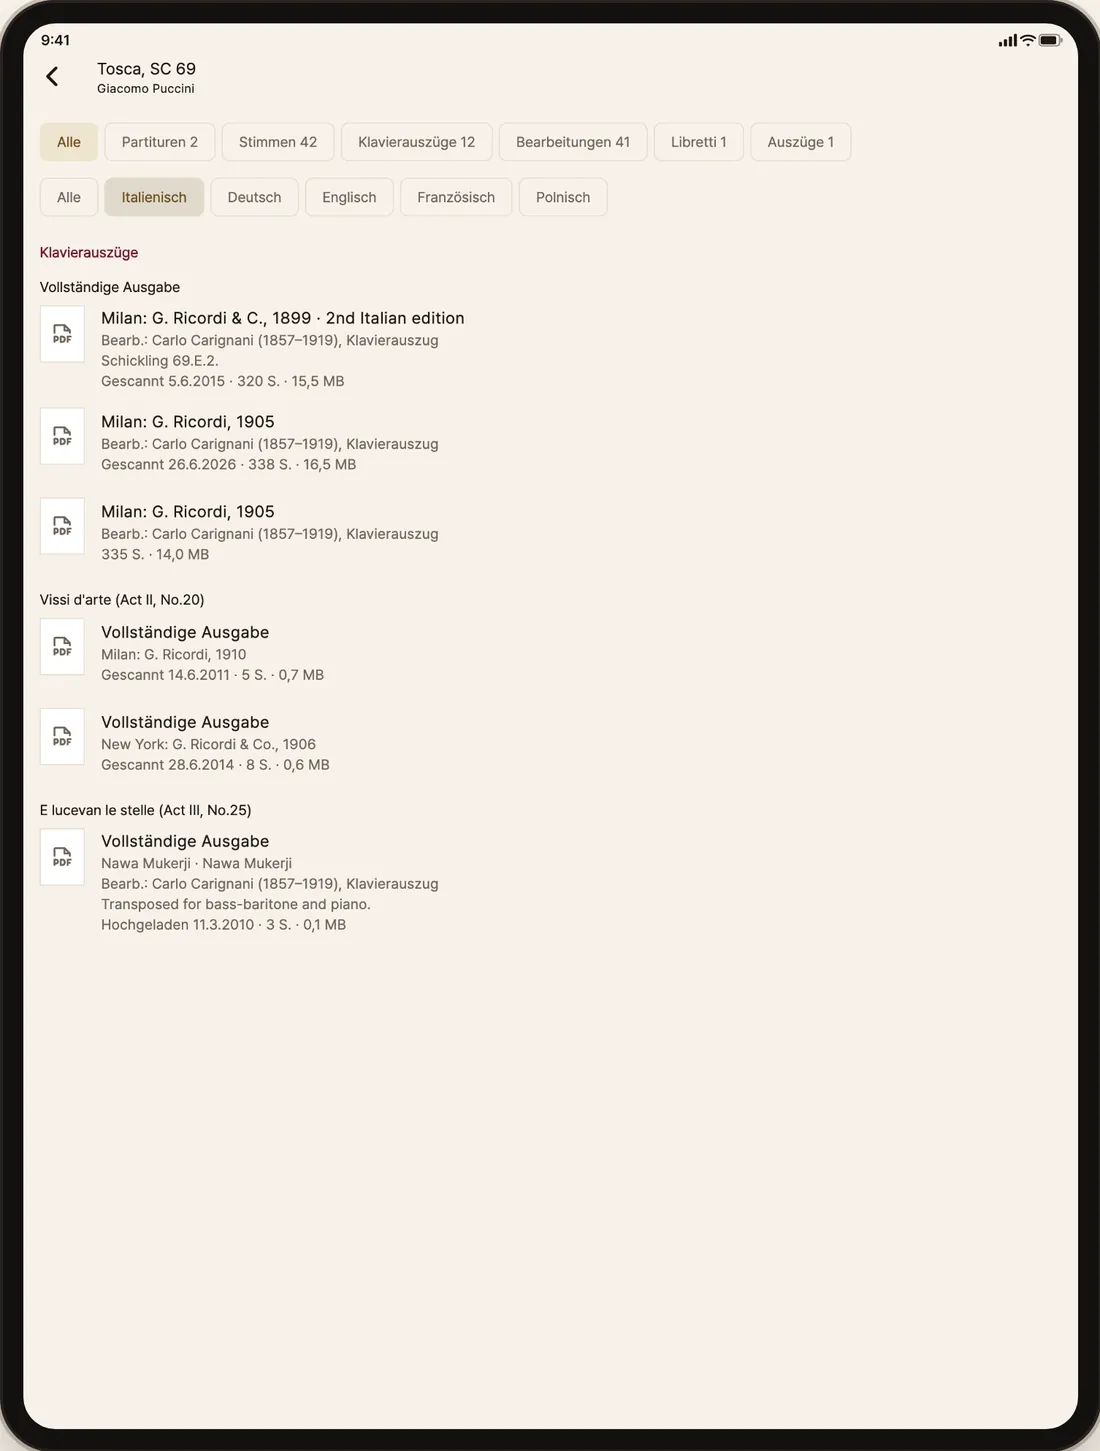 9:41
Tosca, SC 69
Giacomo Puccini
Alle
Partituren 2
Stimmen 42
Klavierauszüge 12
Bearbeitungen 41
Libretti 1
Auszüge 1
Alle
Italienisch
Deutsch
Englisch
Französisch
Polnisch
Klavierauszüge
Vollständige Ausgabe
PDF
Milan: G. Ricordi & C., 1899 · 2nd Italian edition
Bearb.: Carlo Carignani (1857–1919), Klavierauszug
Schickling 69.E.2.
Gescannt 5.6.2015 · 320 S. · 15,5 MB
PDF
Milan: G. Ricordi, 1905
Bearb.: Carlo Carignani (1857–1919), Klavierauszug
Gescannt 26.6.2026 · 338 S. · 16,5 MB
PDF
Milan: G. Ricordi, 1905
Bearb.: Carlo Carignani (1857–1919), Klavierauszug
335 S. · 14,0 MB
Vissi d'arte (Act II, No.20)
PDF
Vollständige Ausgabe
Milan: G. Ricordi, 1910
Gescannt 14.6.2011 · 5 S. · 0,7 MB
PDF
Vollständige Ausgabe
New York: G. Ricordi & Co., 1906
Gescannt 28.6.2014 · 8 S. · 0,6 MB
E lucevan le stelle (Act III, No.25)
PDF
Vollständige Ausgabe
Nawa Mukerji · Nawa Mukerji
Bearb.: Carlo Carignani (1857–1919), Klavierauszug
Transposed for bass-baritone and piano.
Hochgeladen 11.3.2010 · 3 S. · 0,1 MB